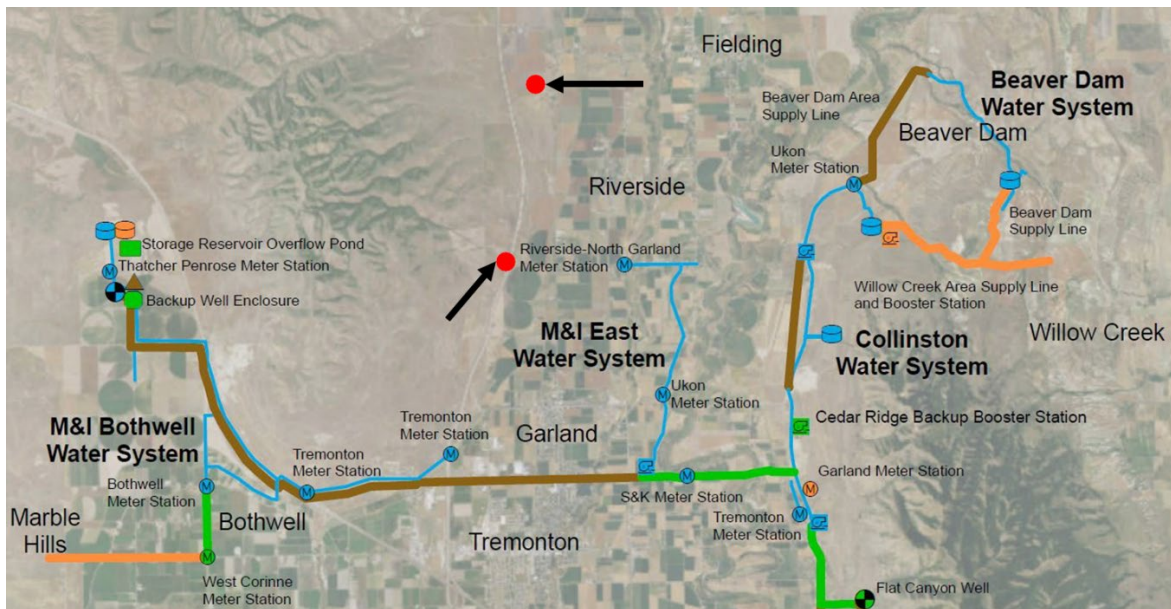 Fielding
Beaver Dam
Water System
Beaver Dam Area
Supply Line
Beaver Dam
Ukon
Meter Station
Riverside
Beaver Dam
Supply Line
Storage Reservoir Overflow Pond
Thatcher Penrose Meter Station
Riverside-North Garland
Meter Station
Backup Well Enclosure
Willow Creek Area Supply Line
and Booster Station
Willow Creek
M&I East
Water System
Collinston
Water System
Ukon
Meter Station
M&I Bothwell
Water System
Tremonton
Meter Station
Garland
Cedar Ridge Backup Booster Station
Tremonton
Meter Station
Bothwell
Meter Station
Garland Meter Station
S&K Meter Station
Marble
Hills
Bothwell
Tremonton
Tremonton
Meter Station
West Corinne
Meter Station
Flat Canyon Well
M
M
M
M
M
M
M
M
M
M
M